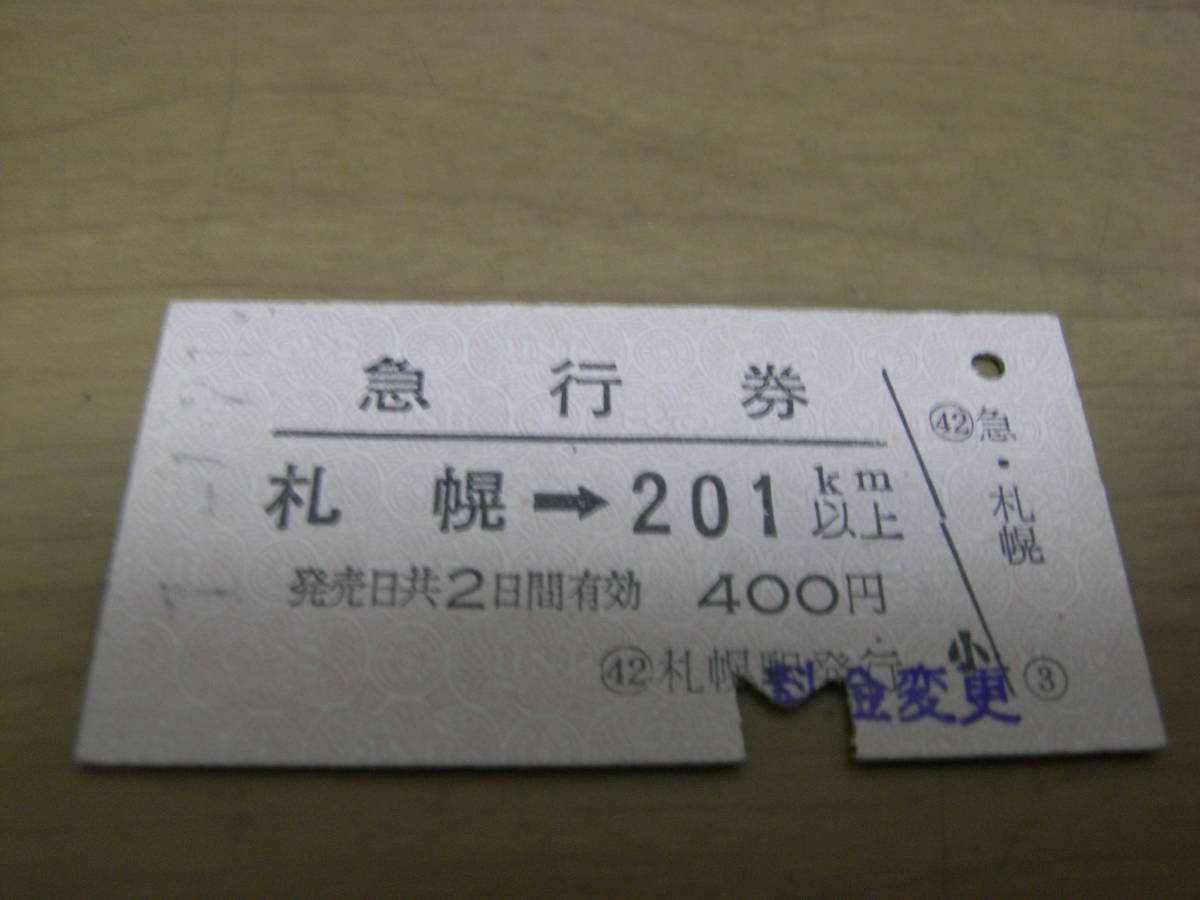 急行券
札幌➡201km以上
発売日共2日間有効 400円
㊷札幌駅発行
小
料金変更
㊷急・札幌
③